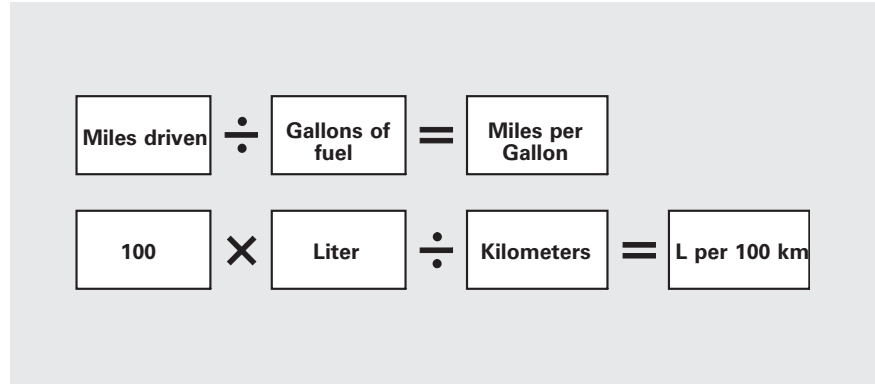 Miles driven ÷ Gallons of fuel = Miles per Gallon
100 × Liter ÷ Kilometers = L per 100 km